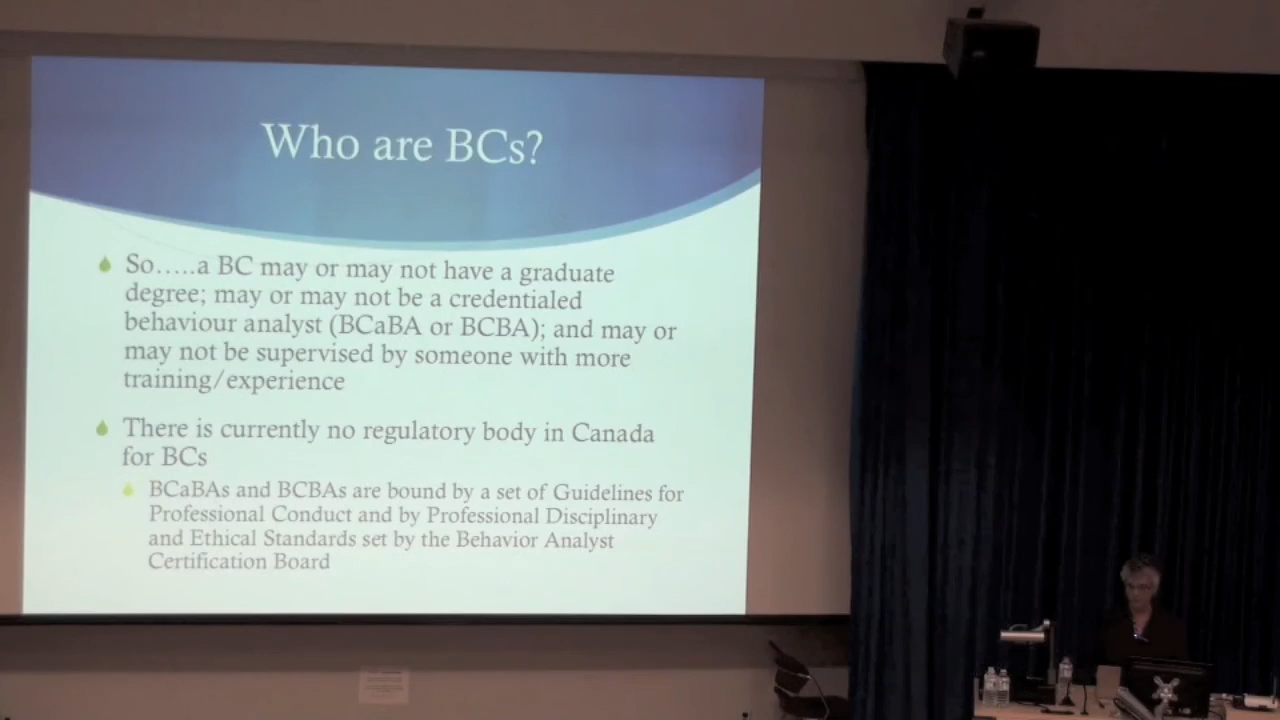 Who are BCs?
So.....a BC may or may not have a graduate
degree; may or may not be a credentialed
behaviour analyst (BCaBA or BCBA); and may or
may not be supervised by someone with more
training/experience
There is currently no regulatory body in Canada
for BCs
BCaBAs and BCBAs are bound by a set of Guidelines for
Professional Conduct and by Professional Disciplinary
and Ethical Standards set by the Behavior Analyst
Certification Board